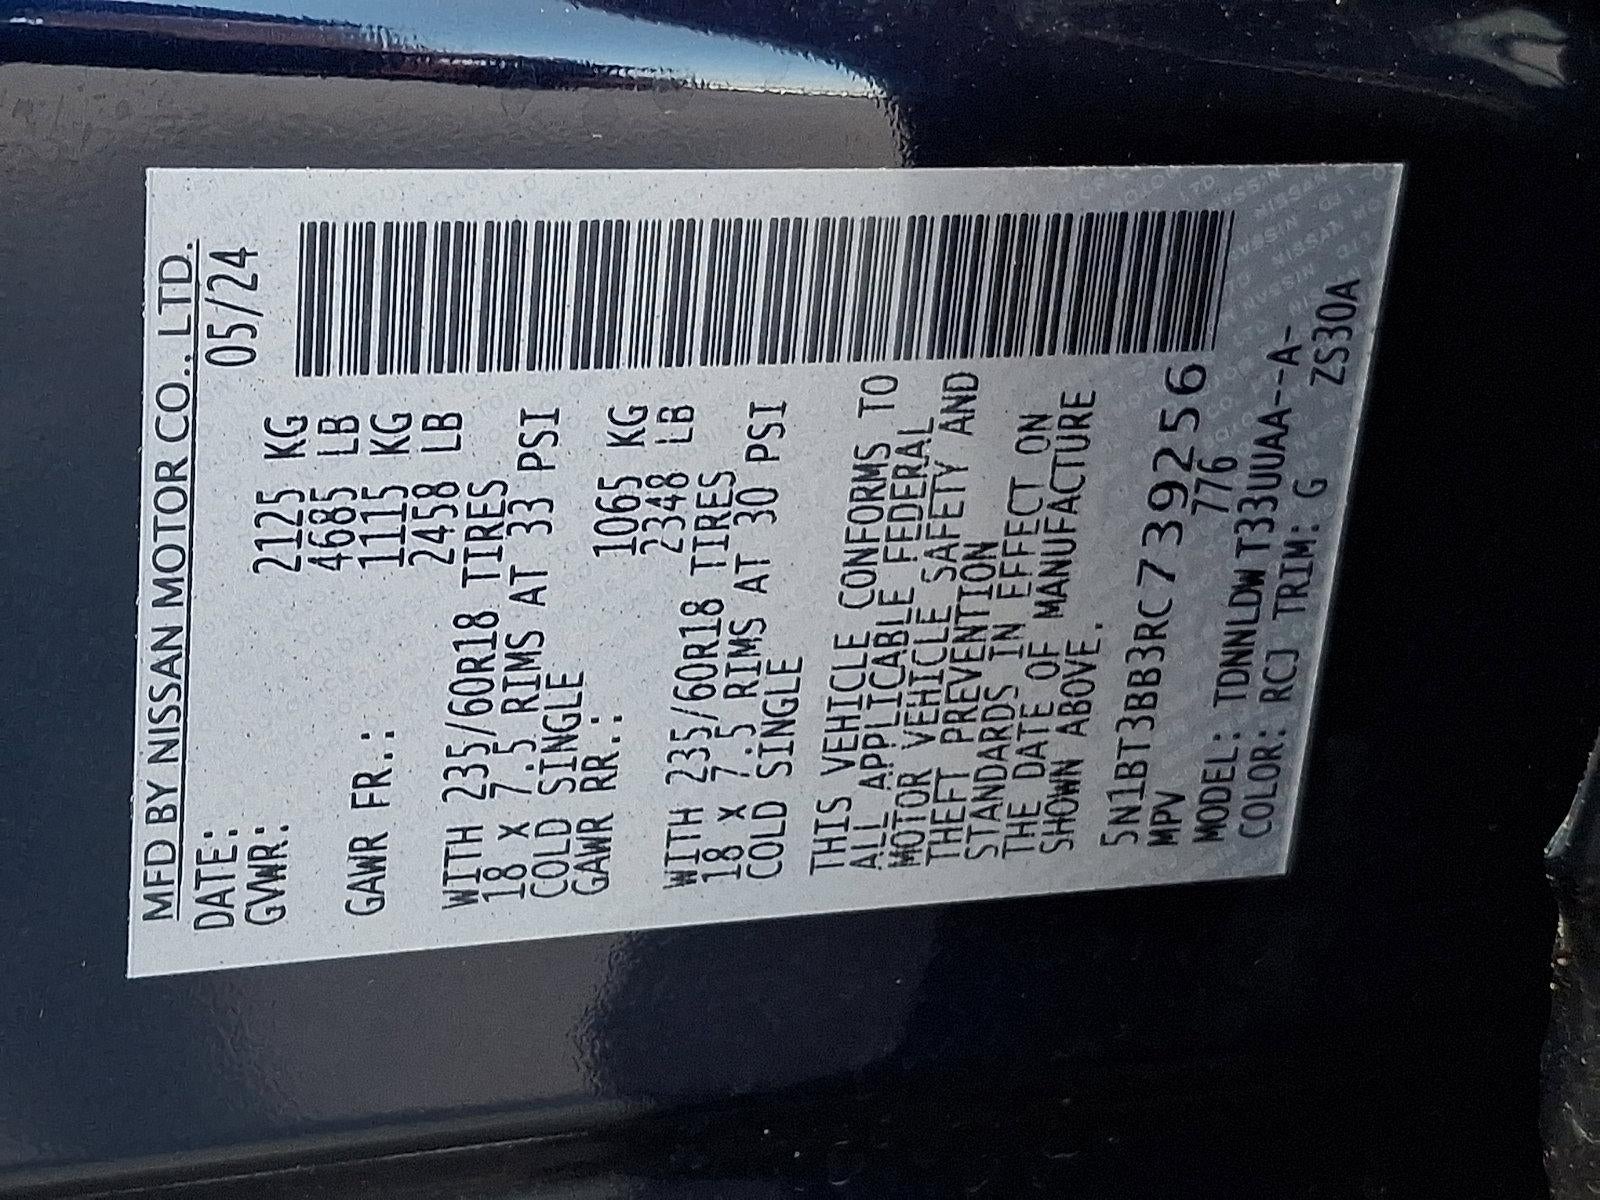 MFD BY NISSAN MOTOR CO., LTD.
DATE: 05/24
GVWR: 2125 KG
4685 LB
GAWR FR.: 1115 KG
2458 LB
WITH 235/60R18 TIRES
18 X 7.5 RIMS AT 33 PSI
COLD SINGLE
GAWR RR.: 1065 KG
2348 LB
WITH 235/60R18 TIRES
18 X 7.5 RIMS AT 30 PSI
COLD SINGLE
THIS VEHICLE CONFORMS TO
ALL APPLICABLE FEDERAL
MOTOR VEHICLE SAFETY AND
THEFT PREVENTION
STANDARDS IN EFFECT ON
THE DATE OF MANUFACTURE
SHOWN ABOVE.
5N1BT3BB3RC739256
MPV 776
MODEL: TDNNLDW T33UUAA--A-
COLOR: RCJ TRIM: G ZS30A